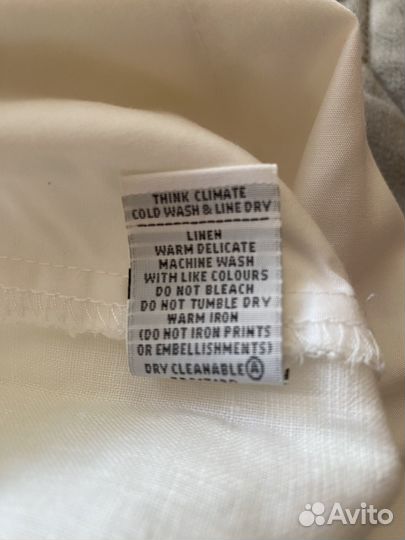 THINK CLIMATE
COLD WASH & LINE DRY
LINEN
WARM DELICATE
MACHINE WASH
WITH LIKE COLOURS
DO NOT BLEACH
DO NOT TUMBLE DRY
WARM IRON
(DO NOT IRON PRINTS
OR EMBELLISHMENTS)
DRY CLEANABLE Ⓐ
Avito